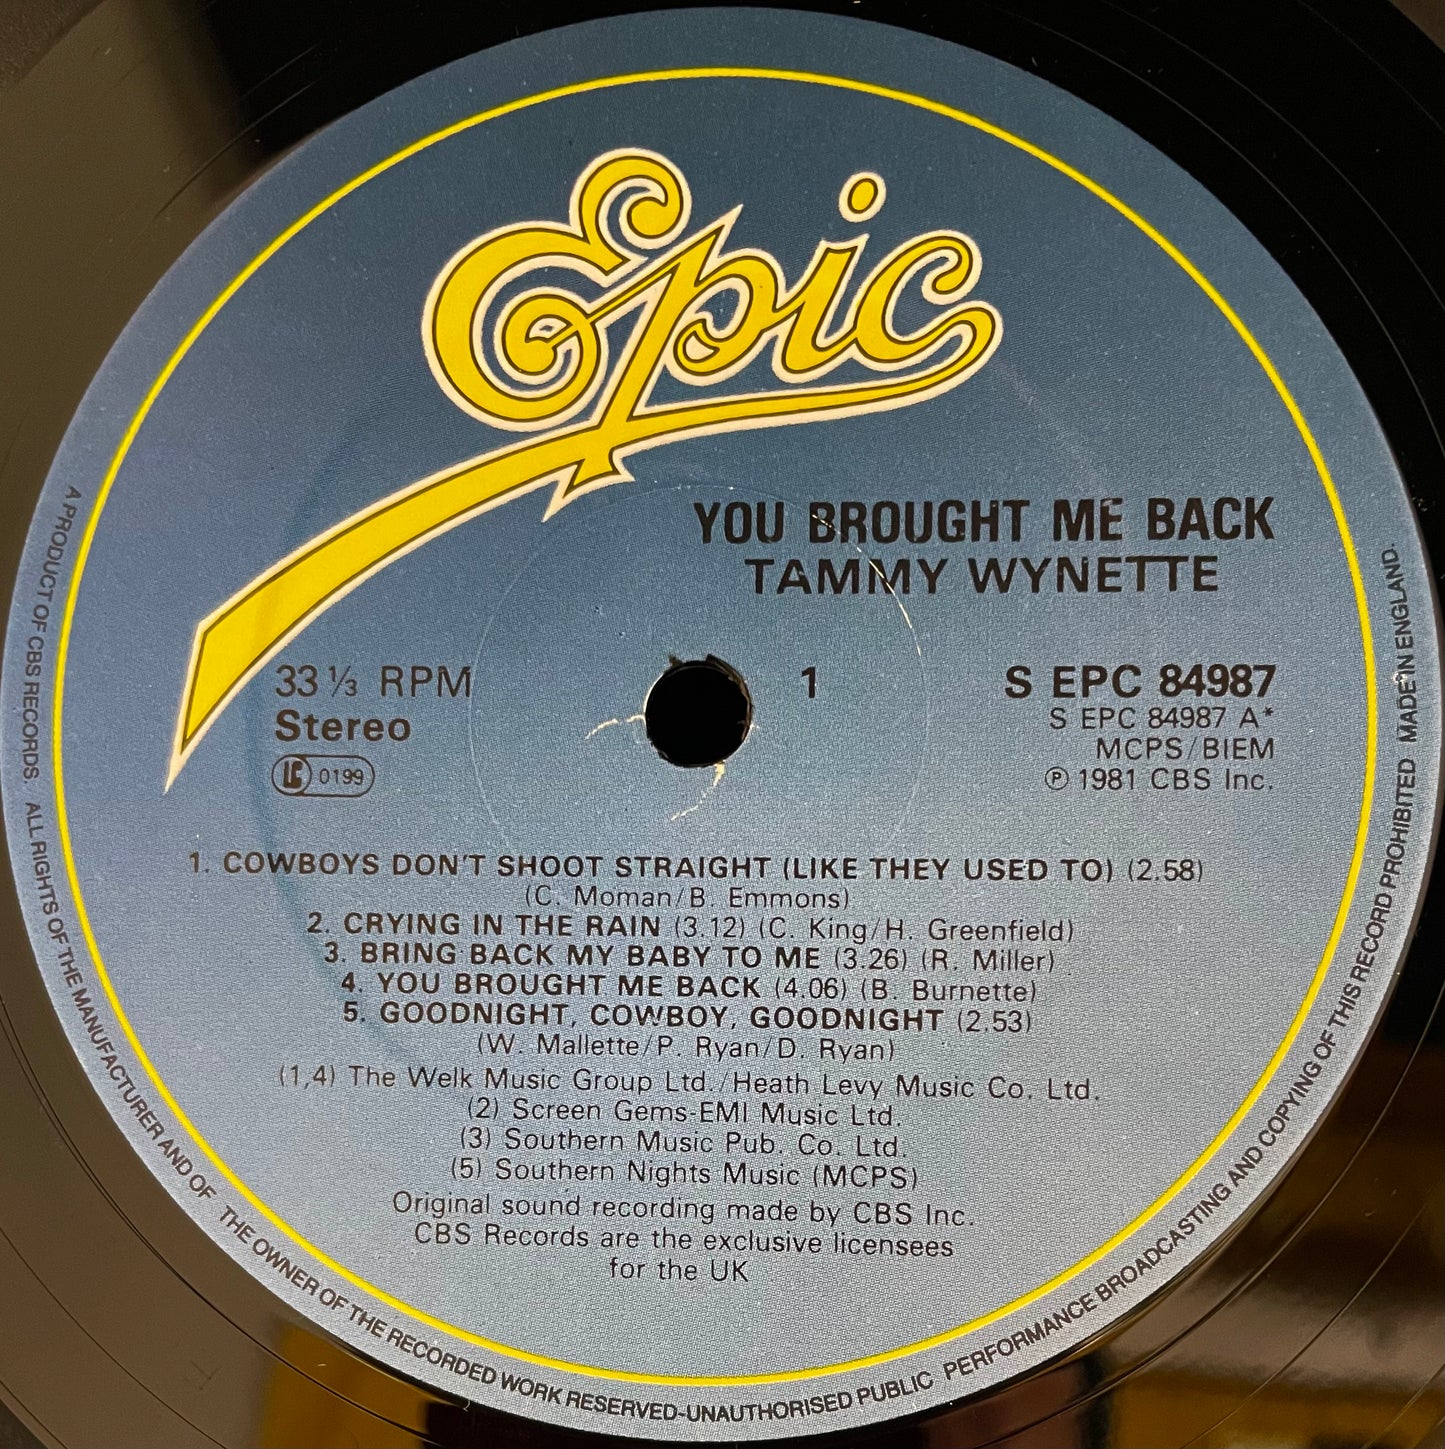 Epic
YOU BROUGHT ME BACK
TAMMY WYNETTE
33 ⅓ RPM
Stereo
LC 0199
1
S EPC 84987
S EPC 84987 A*
MCPS/BIEM
℗ 1981 CBS Inc.
1. COWBOYS DON'T SHOOT STRAIGHT (LIKE THEY USED TO) (2.58)
(C. Moman/B. Emmons)
2. CRYING IN THE RAIN (3.12) (C. King/H. Greenfield)
3. BRING BACK MY BABY TO ME (3.26) (R. Miller)
4. YOU BROUGHT ME BACK (4.06) (B. Burnette)
5. GOODNIGHT, COWBOY, GOODNIGHT (2.53)
(W. Mallette/P. Ryan/D. Ryan)
(1,4) The Welk Music Group Ltd./Heath Levy Music Co. Ltd.
(2) Screen Gems-EMI Music Ltd.
(3) Southern Music Pub. Co. Ltd.
(5) Southern Nights Music (MCPS)
Original sound recording made by CBS Inc.
CBS Records are the exclusive licensees
for the UK
A PRODUCT OF CBS RECORDS. ALL RIGHTS OF THE MANUFACTURER AND OF THE OWNER OF THE RECORDED WORK RESERVED-UNAUTHORISED PUBLIC PERFORMANCE BROADCASTING AND COPYING OF THIS RECORD PROHIBITED MADE IN ENGLAND.